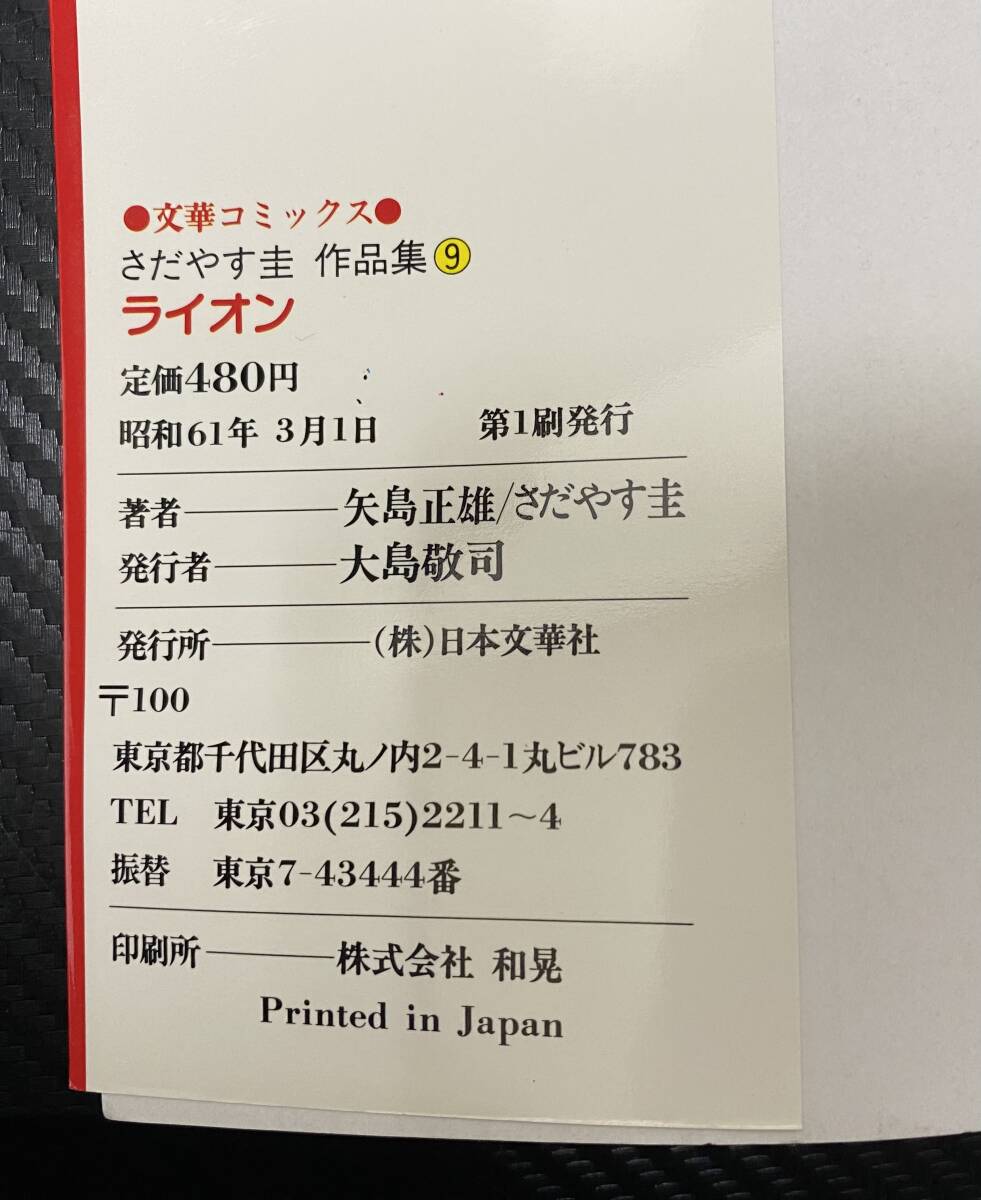 ●文華コミックス●
さだやす圭 作品集⑨
ライオン
定価480円
昭和61年 3月1日 第1刷発行
著者――矢島正雄/さだやす圭
発行者――大島敬司
発行所――(株)日本文華社
〒100
東京都千代田区丸ノ内2-4-1丸ビル783
TEL 東京03(215)2211〜4
振替 東京7-43444番
印刷所――株式会社 和晃
Printed in Japan